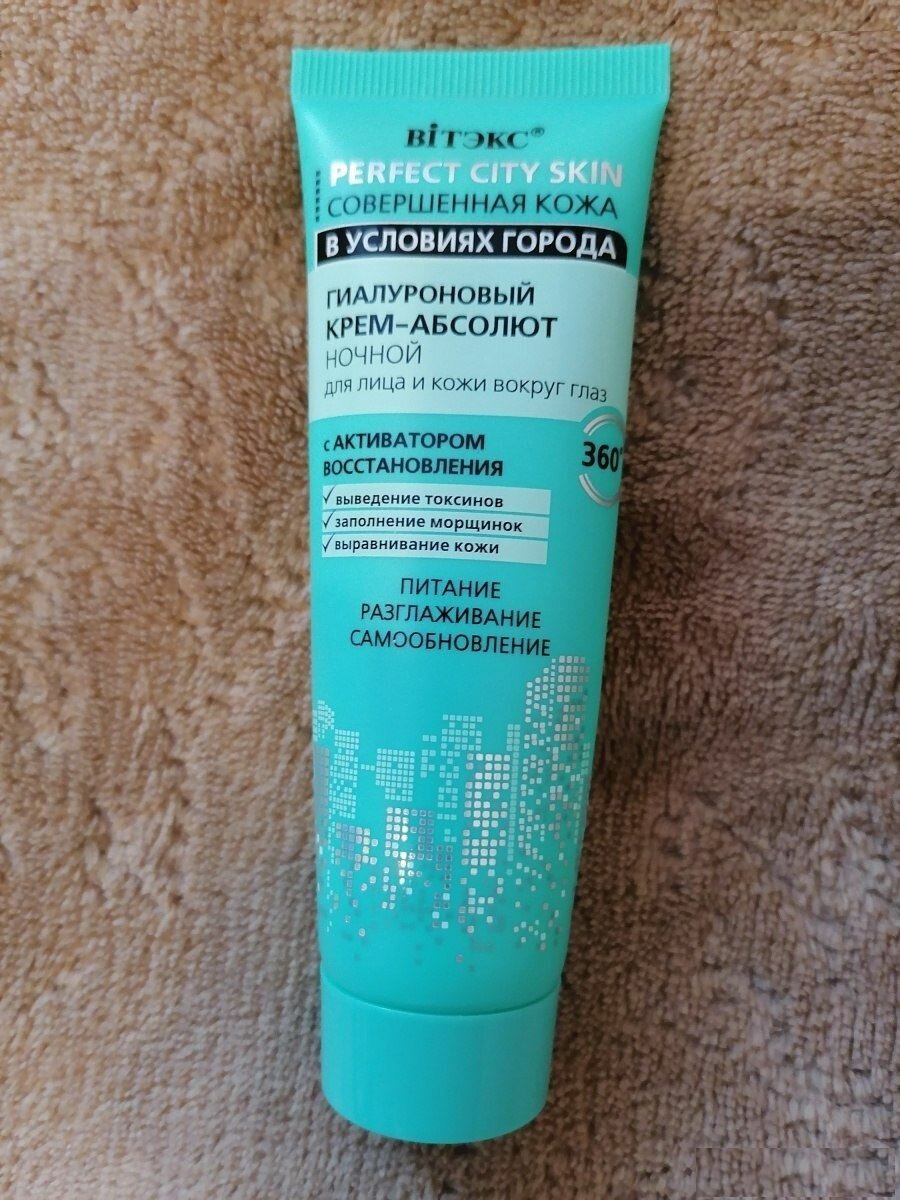 ВіТЭКС®
PERFECT CITY SKIN
СОВЕРШЕННАЯ КОЖА
В УСЛОВИЯХ ГОРОДА
ГИАЛУРОНОВЫЙ
КРЕМ-АБСОЛЮТ
НОЧНОЙ
для лица и кожи вокруг глаз
с АКТИВАТОРОМ
ВОССТАНОВЛЕНИЯ
360°
✓ выведение токсинов
✓ заполнение морщинок
✓ выравнивание кожи
ПИТАНИЕ
РАЗГЛАЖИВАНИЕ
САМООБНОВЛЕНИЕ